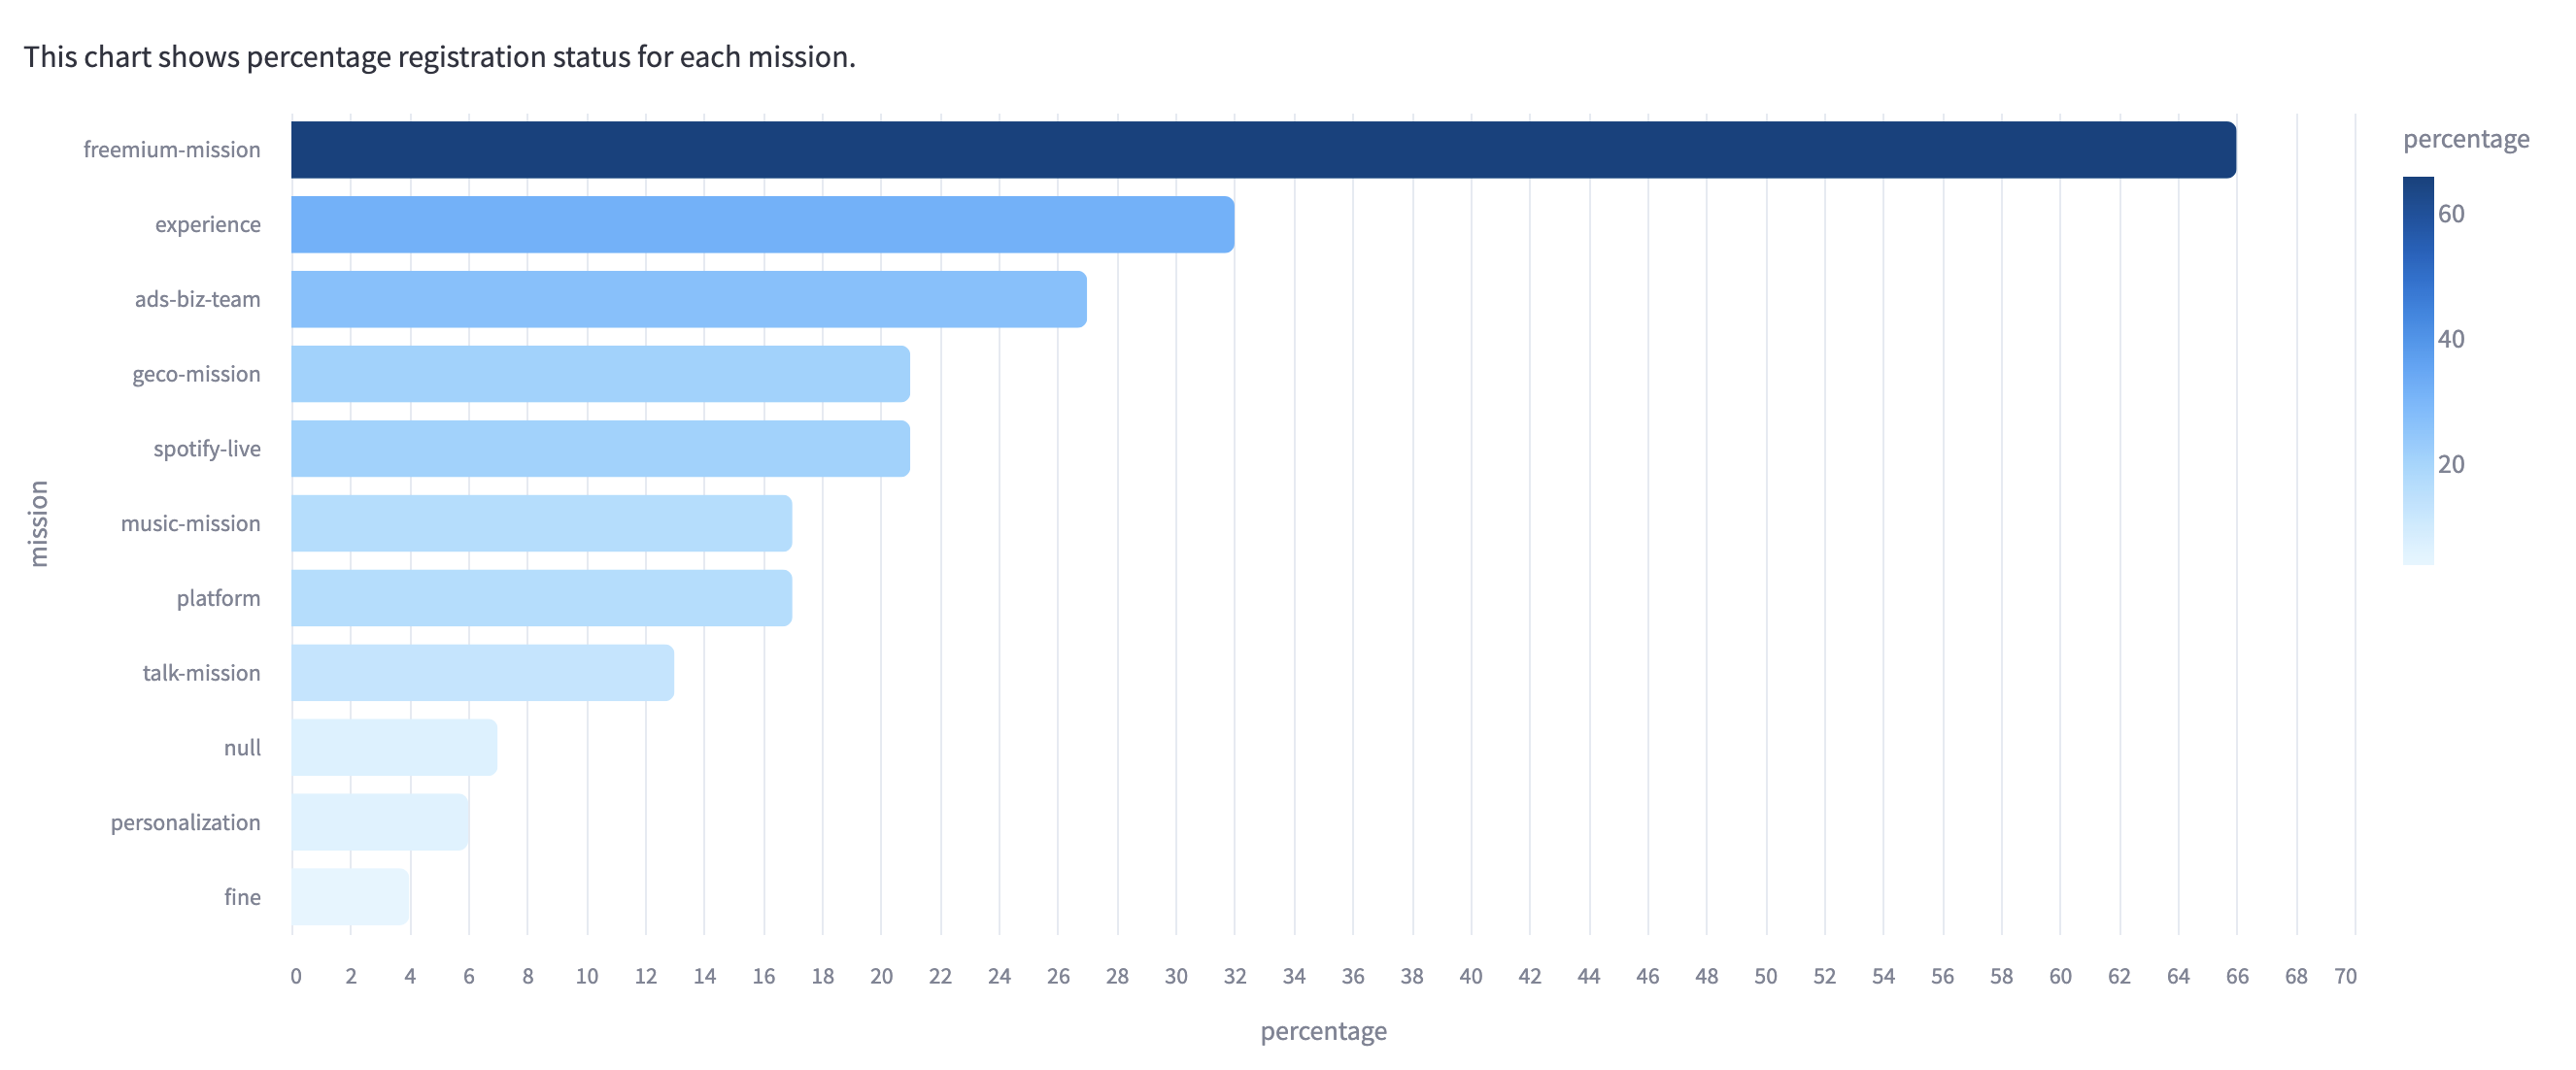 This chart shows percentage registration status for each mission.
percentage
60
40
20
mission
freemium-mission
experience
ads-biz-team
geco-mission
spotify-live
music-mission
platform
talk-mission
null
personalization
fine
0 2 4 6 8 10 12 14 16 18 20 22 24 26 28 30 32 34 36 38 40 42 44 46 48 50 52 54 56 58 60 62 64 66 68 70
percentage